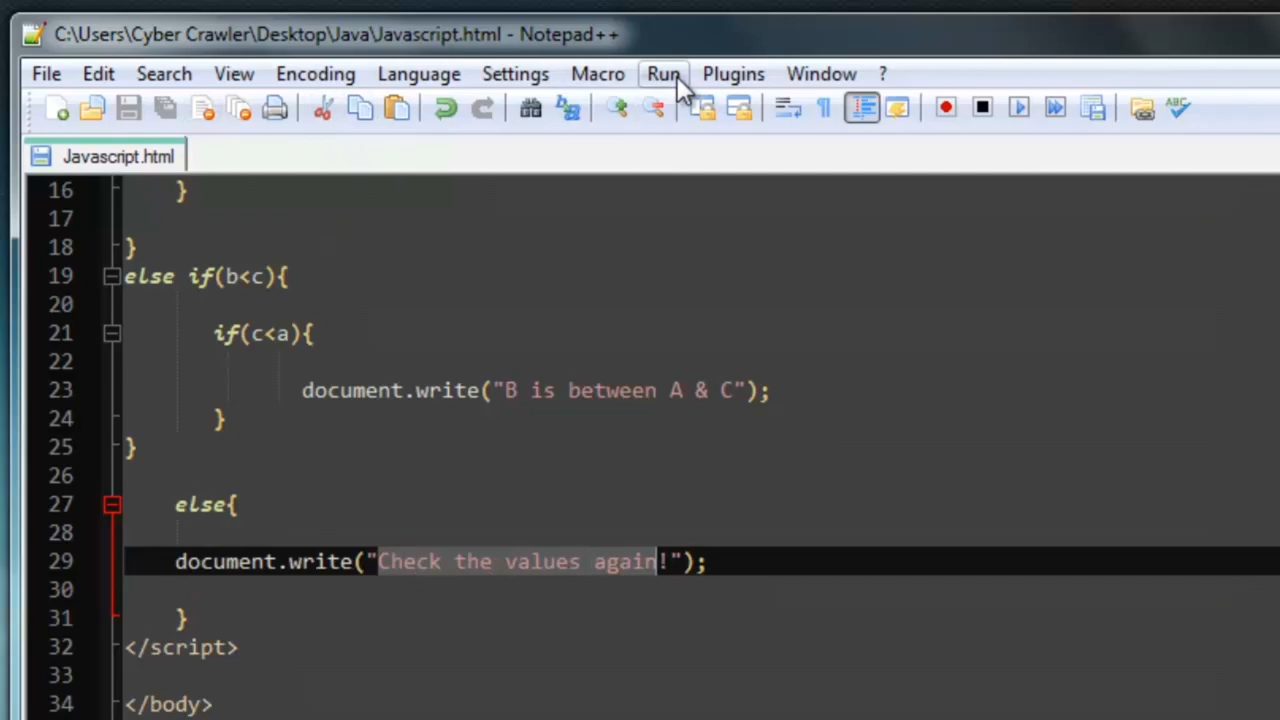 C:\Users\Cyber Crawler\Desktop\Java\Javascript.html - Notepad++
File Edit Search View Encoding Language Settings Macro Run Plugins Window ?
ABC
Javascript.html
16 }
17
18 }
19 else if(b<c){
20
21 if(c<a){
22
23 document.write("B is between A & C");
24 }
25 }
26
27 else{
28
29 document.write("Check the values again!");
30
31 }
32 </script>
33
34 </body>